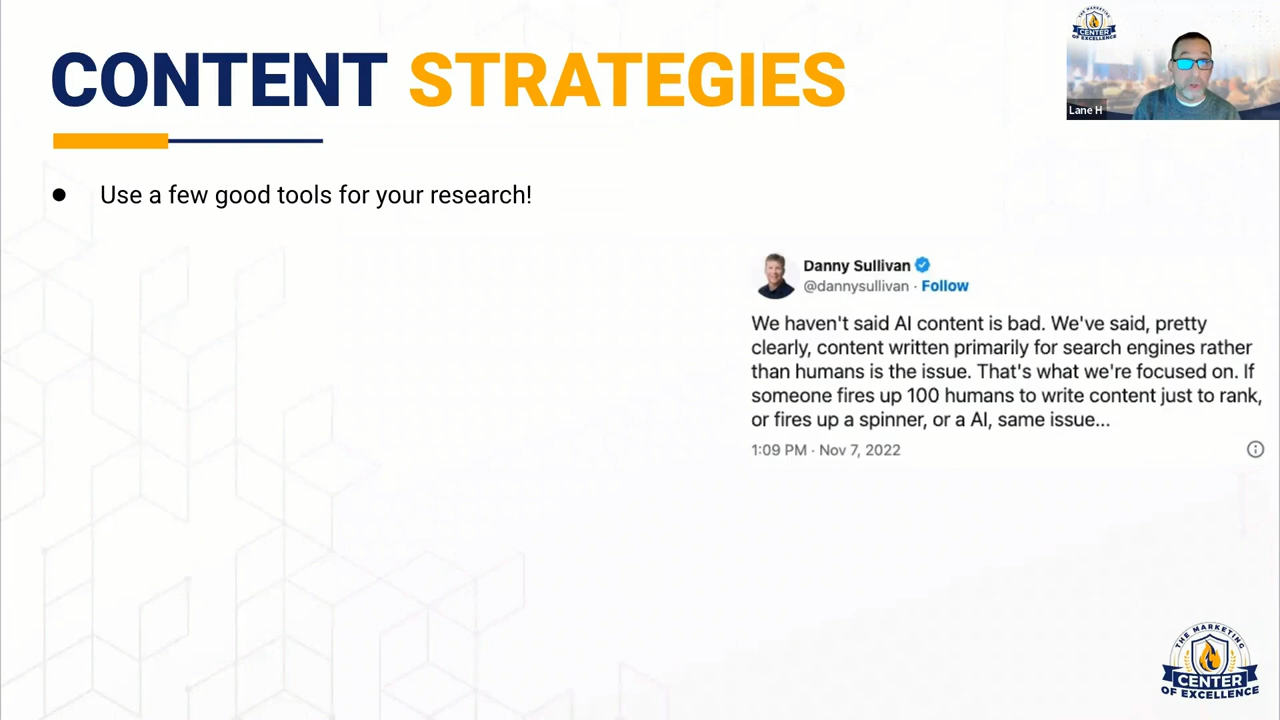 THE MARKETING
CENTER
OF EXCELLENCE
Lane H
CONTENT STRATEGIES
● Use a few good tools for your research!
Danny Sullivan
@dannysullivan · Follow
We haven't said AI content is bad. We've said, pretty
clearly, content written primarily for search engines rather
than humans is the issue. That's what we're focused on. If
someone fires up 100 humans to write content just to rank,
or fires up a spinner, or a AI, same issue...
1:09 PM · Nov 7, 2022
THE MARKETING
CENTER
OF EXCELLENCE